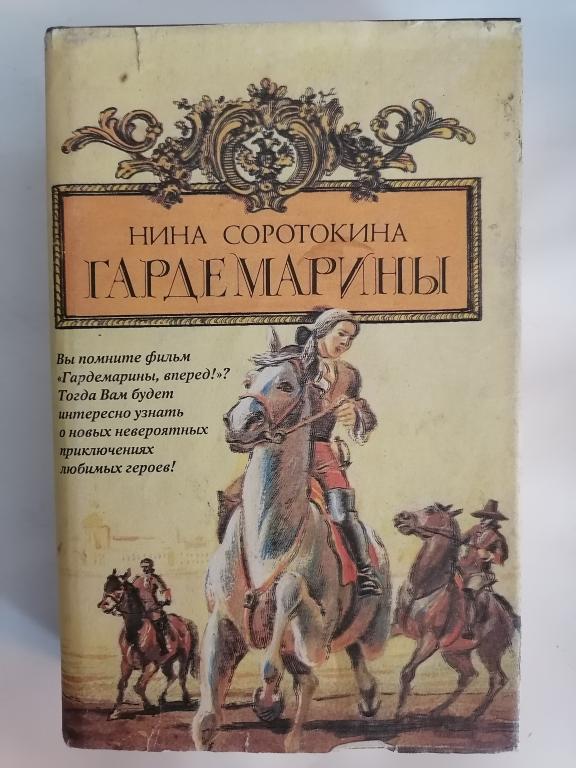 НИНА СОРОТОКИНА
ГАРДЕМАРИНЫ
Вы помните фильм
«Гардемарины, вперед!»?
Тогда Вам будет
интересно узнать
о новых невероятных
приключениях
любимых героев!